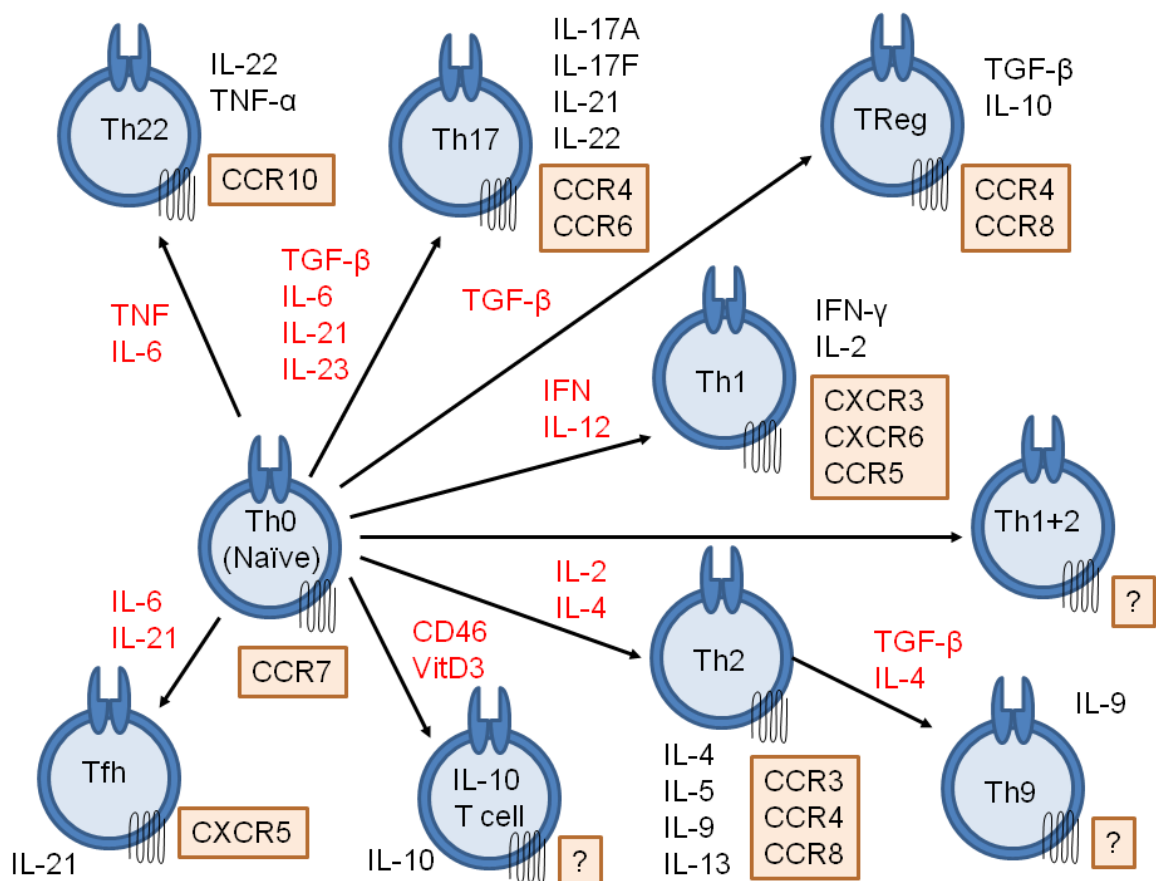 Th22
IL-22
TNF-α
CCR10
Th17
IL-17A
IL-17F
IL-21
IL-22
CCR4
CCR6
TReg
TGF-β
IL-10
CCR4
CCR8
TNF
IL-6
TGF-β
IL-6
IL-21
IL-23
TGF-β
IFN
IL-12
Th1
IFN-γ
IL-2
CXCR3
CXCR6
CCR5
Th0
(Naïve)
CCR7
Th1+2
?
IL-6
IL-21
CD46
VitD3
IL-2
IL-4
Th2
TGF-β
IL-4
Tfh
CXCR5
IL-21
IL-10
T cell
IL-10
?
IL-4
IL-5
IL-9
IL-13
CCR3
CCR4
CCR8
Th9
IL-9
?